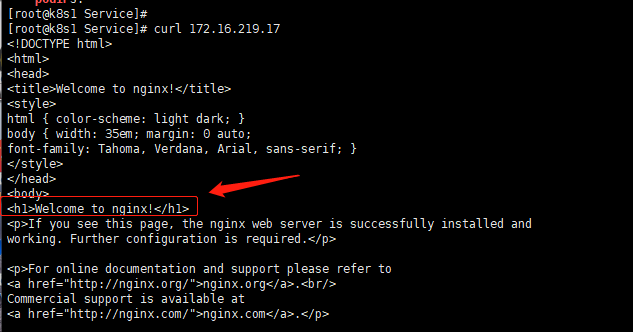 podIPs:
[root@k8s1 Service]#
[root@k8s1 Service]# curl 172.16.219.17
<!DOCTYPE html>
<html>
<head>
<title>Welcome to nginx!</title>
<style>
html { color-scheme: light dark; }
body { width: 35em; margin: 0 auto;
font-family: Tahoma, Verdana, Arial, sans-serif; }
</style>
</head>
<body>
<h1>Welcome to nginx!</h1>
<p>If you see this page, the nginx web server is successfully installed and
working. Further configuration is required.</p>

<p>For online documentation and support please refer to
<a href="http://nginx.org/">nginx.org</a>.<br/>
Commercial support is available at
<a href="http://nginx.com/">nginx.com</a>.</p>